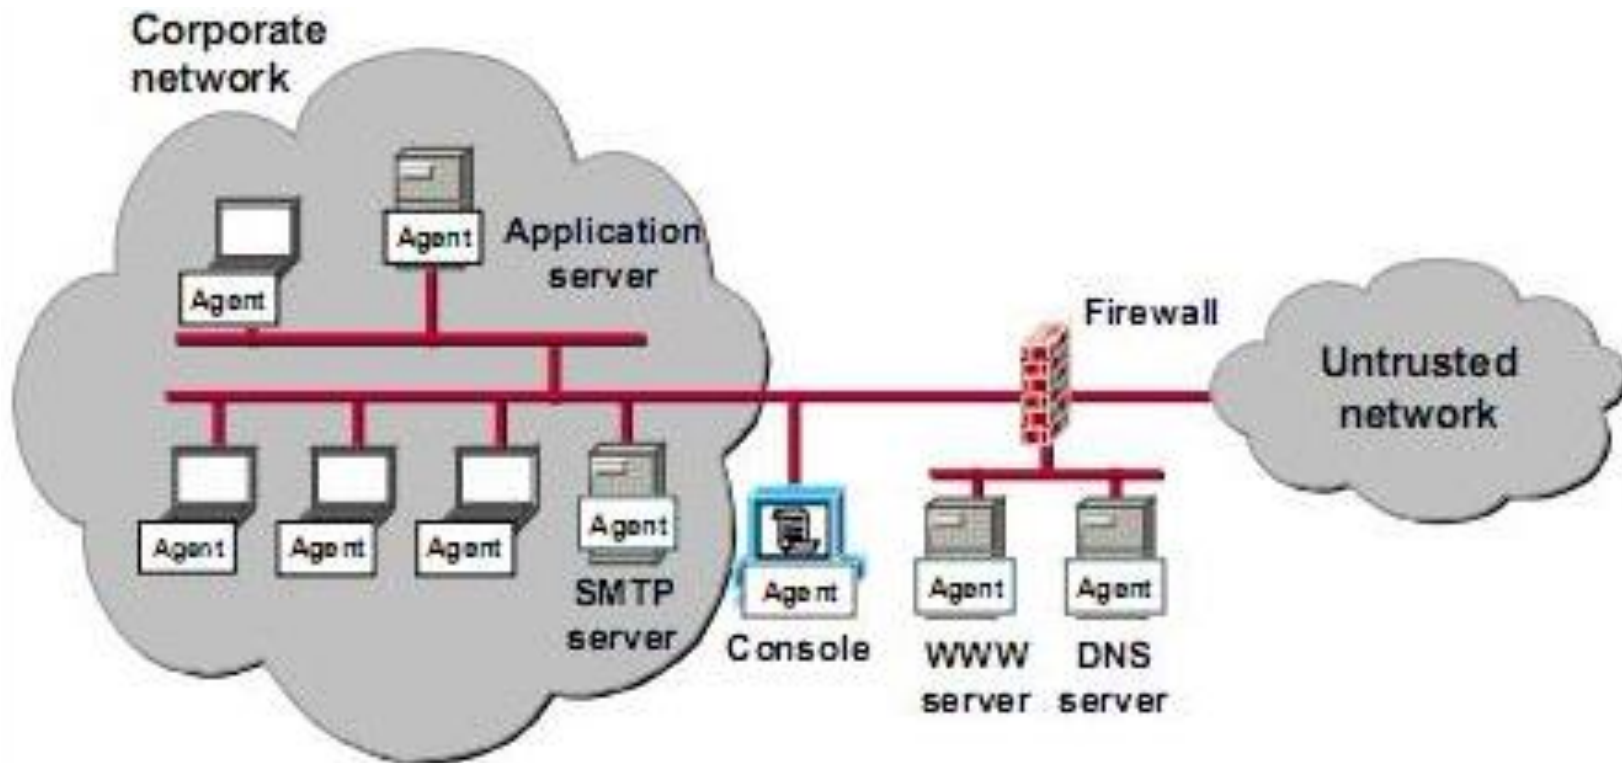 Corporate
network
Agent
Application
server
Agent
Firewall
Untrusted
network
Agent
Agent
Agent
Agent
SMTP
server
Agent
Console
Agent
WWW
server
Agent
DNS
server